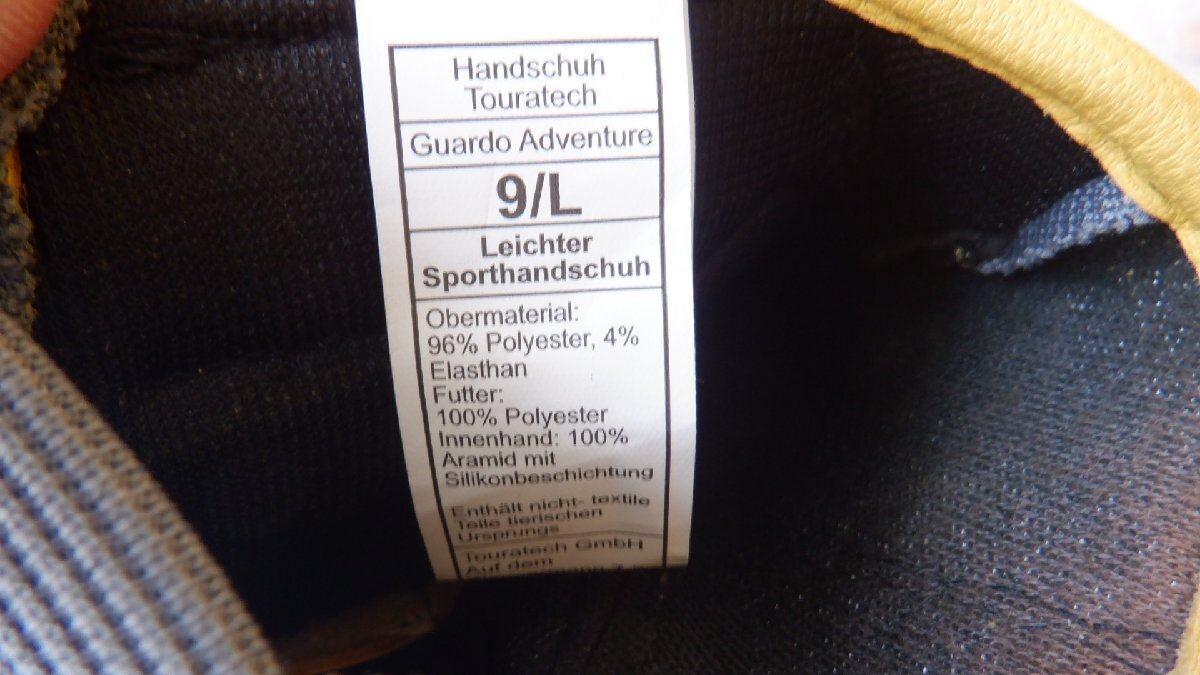 Handschuh
Touratech
Guardo Adventure
9/L
Leichter
Sporthandschuh
Obermaterial:
96% Polyester, 4%
Elasthan
Futter:
100% Polyester
Innenhand: 100%
Aramid mit
Silikonbeschichtung
Enthält nicht- textile
Teile tierischen
Ursprungs
Touratech GmbH
Auf dem